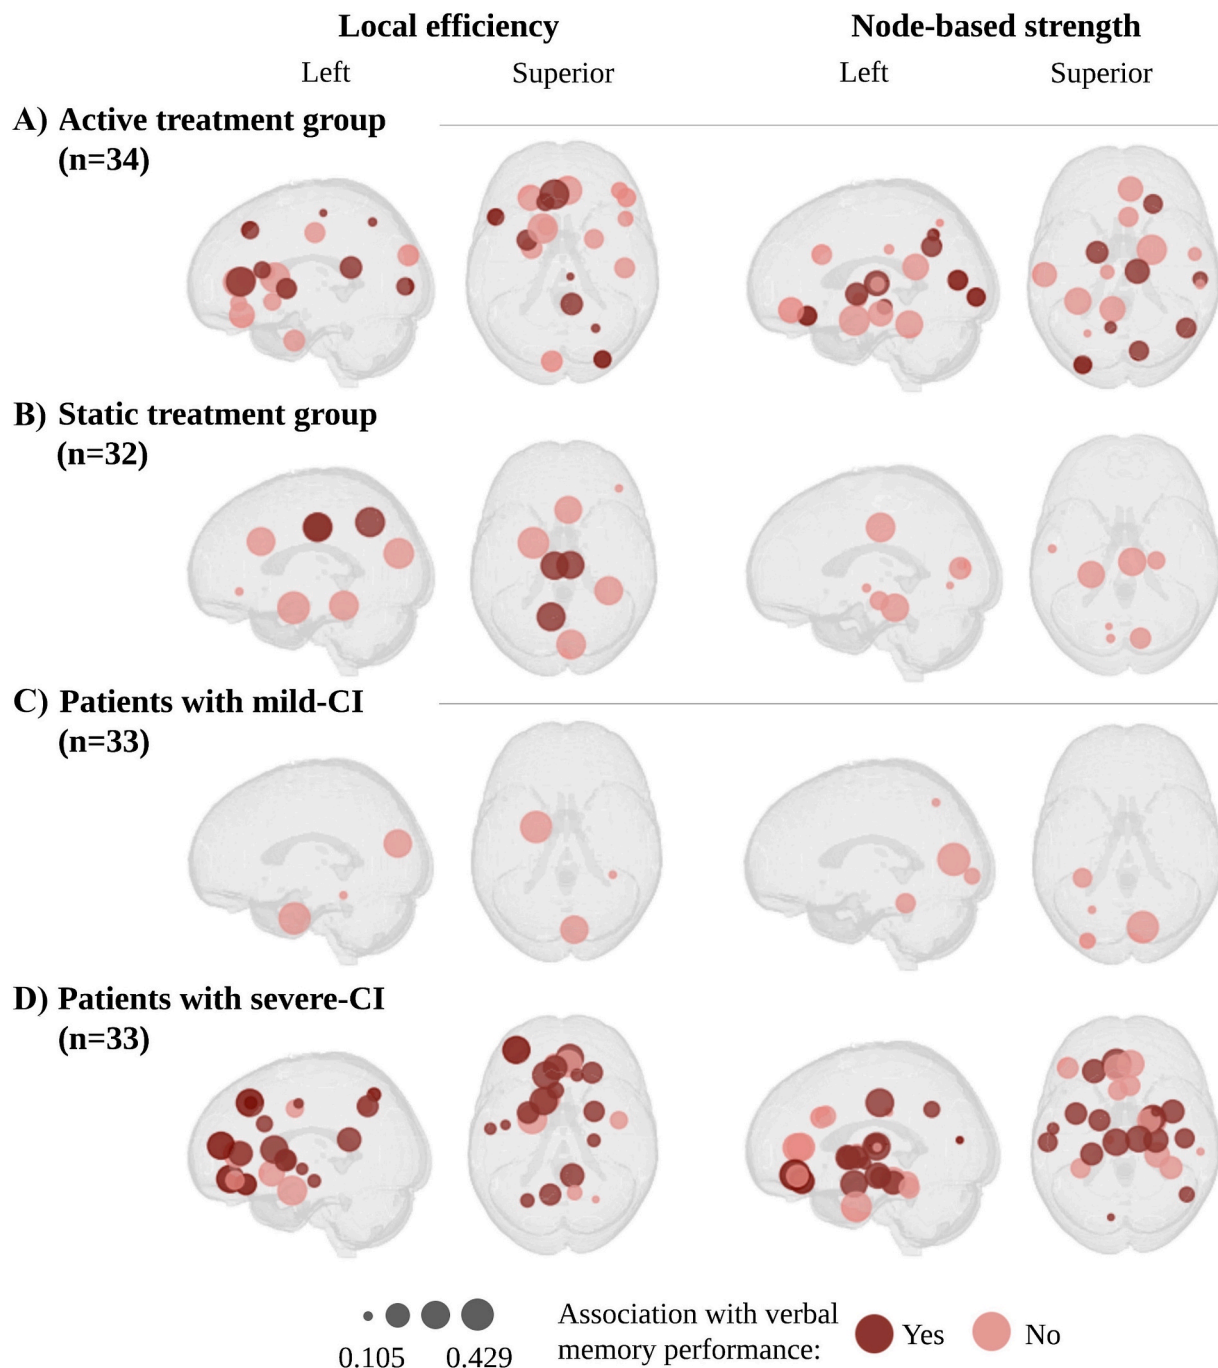 Local efficiency Node-based strength
Left Superior Left Superior
A) Active treatment group
(n=34)
B) Static treatment group
(n=32)
C) Patients with mild-CI
(n=33)
D) Patients with severe-CI
(n=33)
Association with verbal
memory performance: Yes No
0.105 0.429